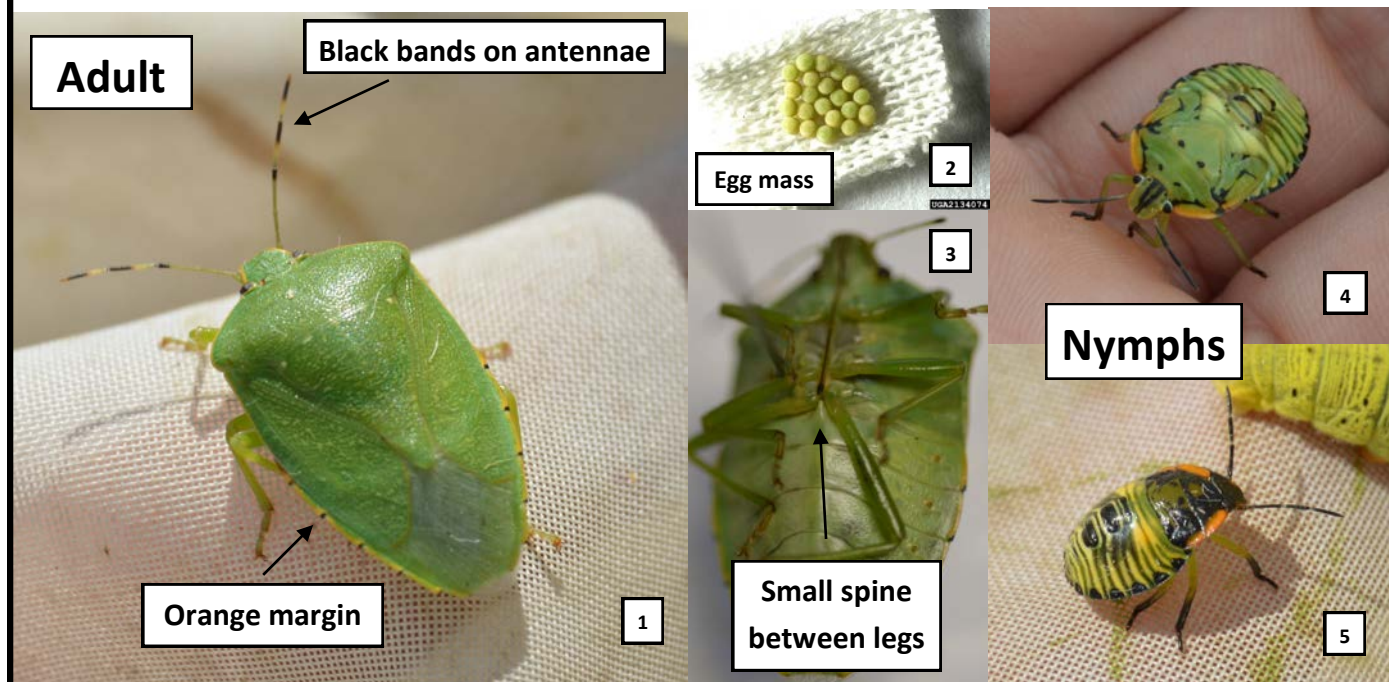 Adult
Black bands on antennae
Orange margin
1
Egg mass
2
UGA2134074
3
Small spine
between legs
4
Nymphs
5